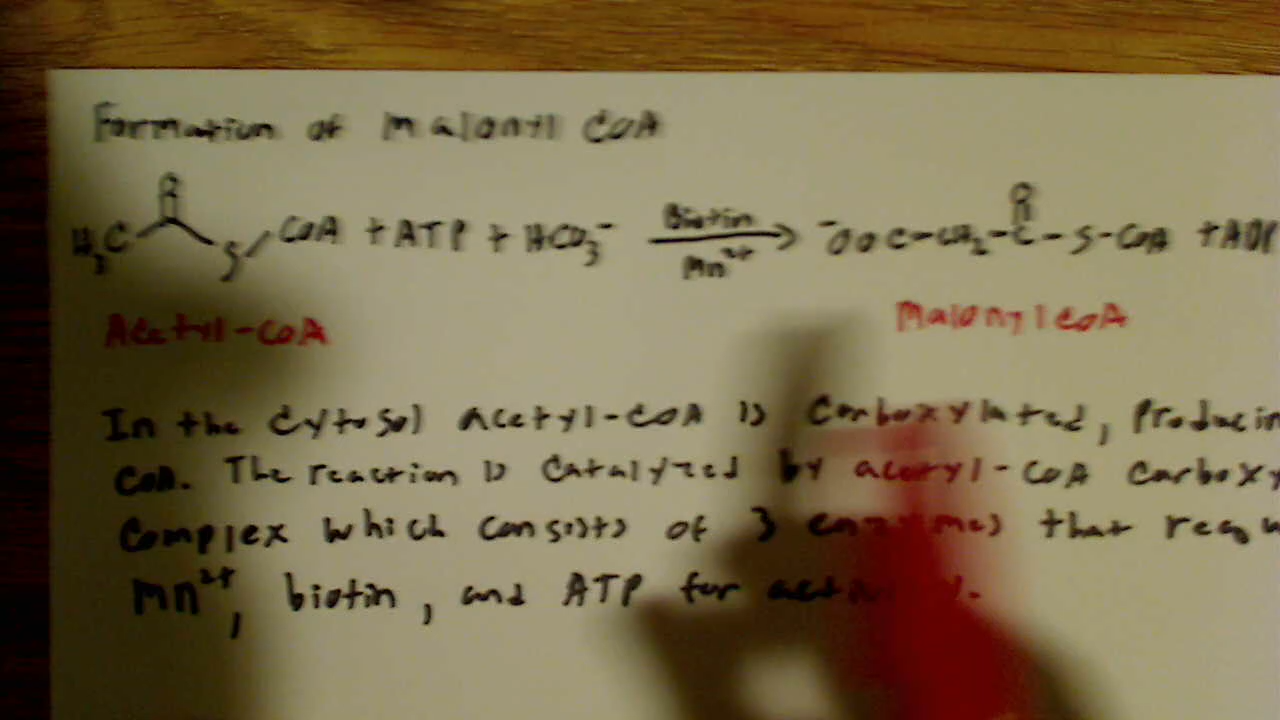 Formation of Malonyl CoA
O O
H3C S CoA + ATP + HCO3- Biotin Mn2+ -OOC-CH2-C-S-CoA + ADP
Acetyl-CoA Malonyl CoA
In the Cytosol acetyl-CoA is Carboxylated, Producin
CoA. The reaction is Catalyzed by acetyl-CoA Carboxy
Complex which consists of 3 enzymes that requ
Mn2+, biotin, and ATP for